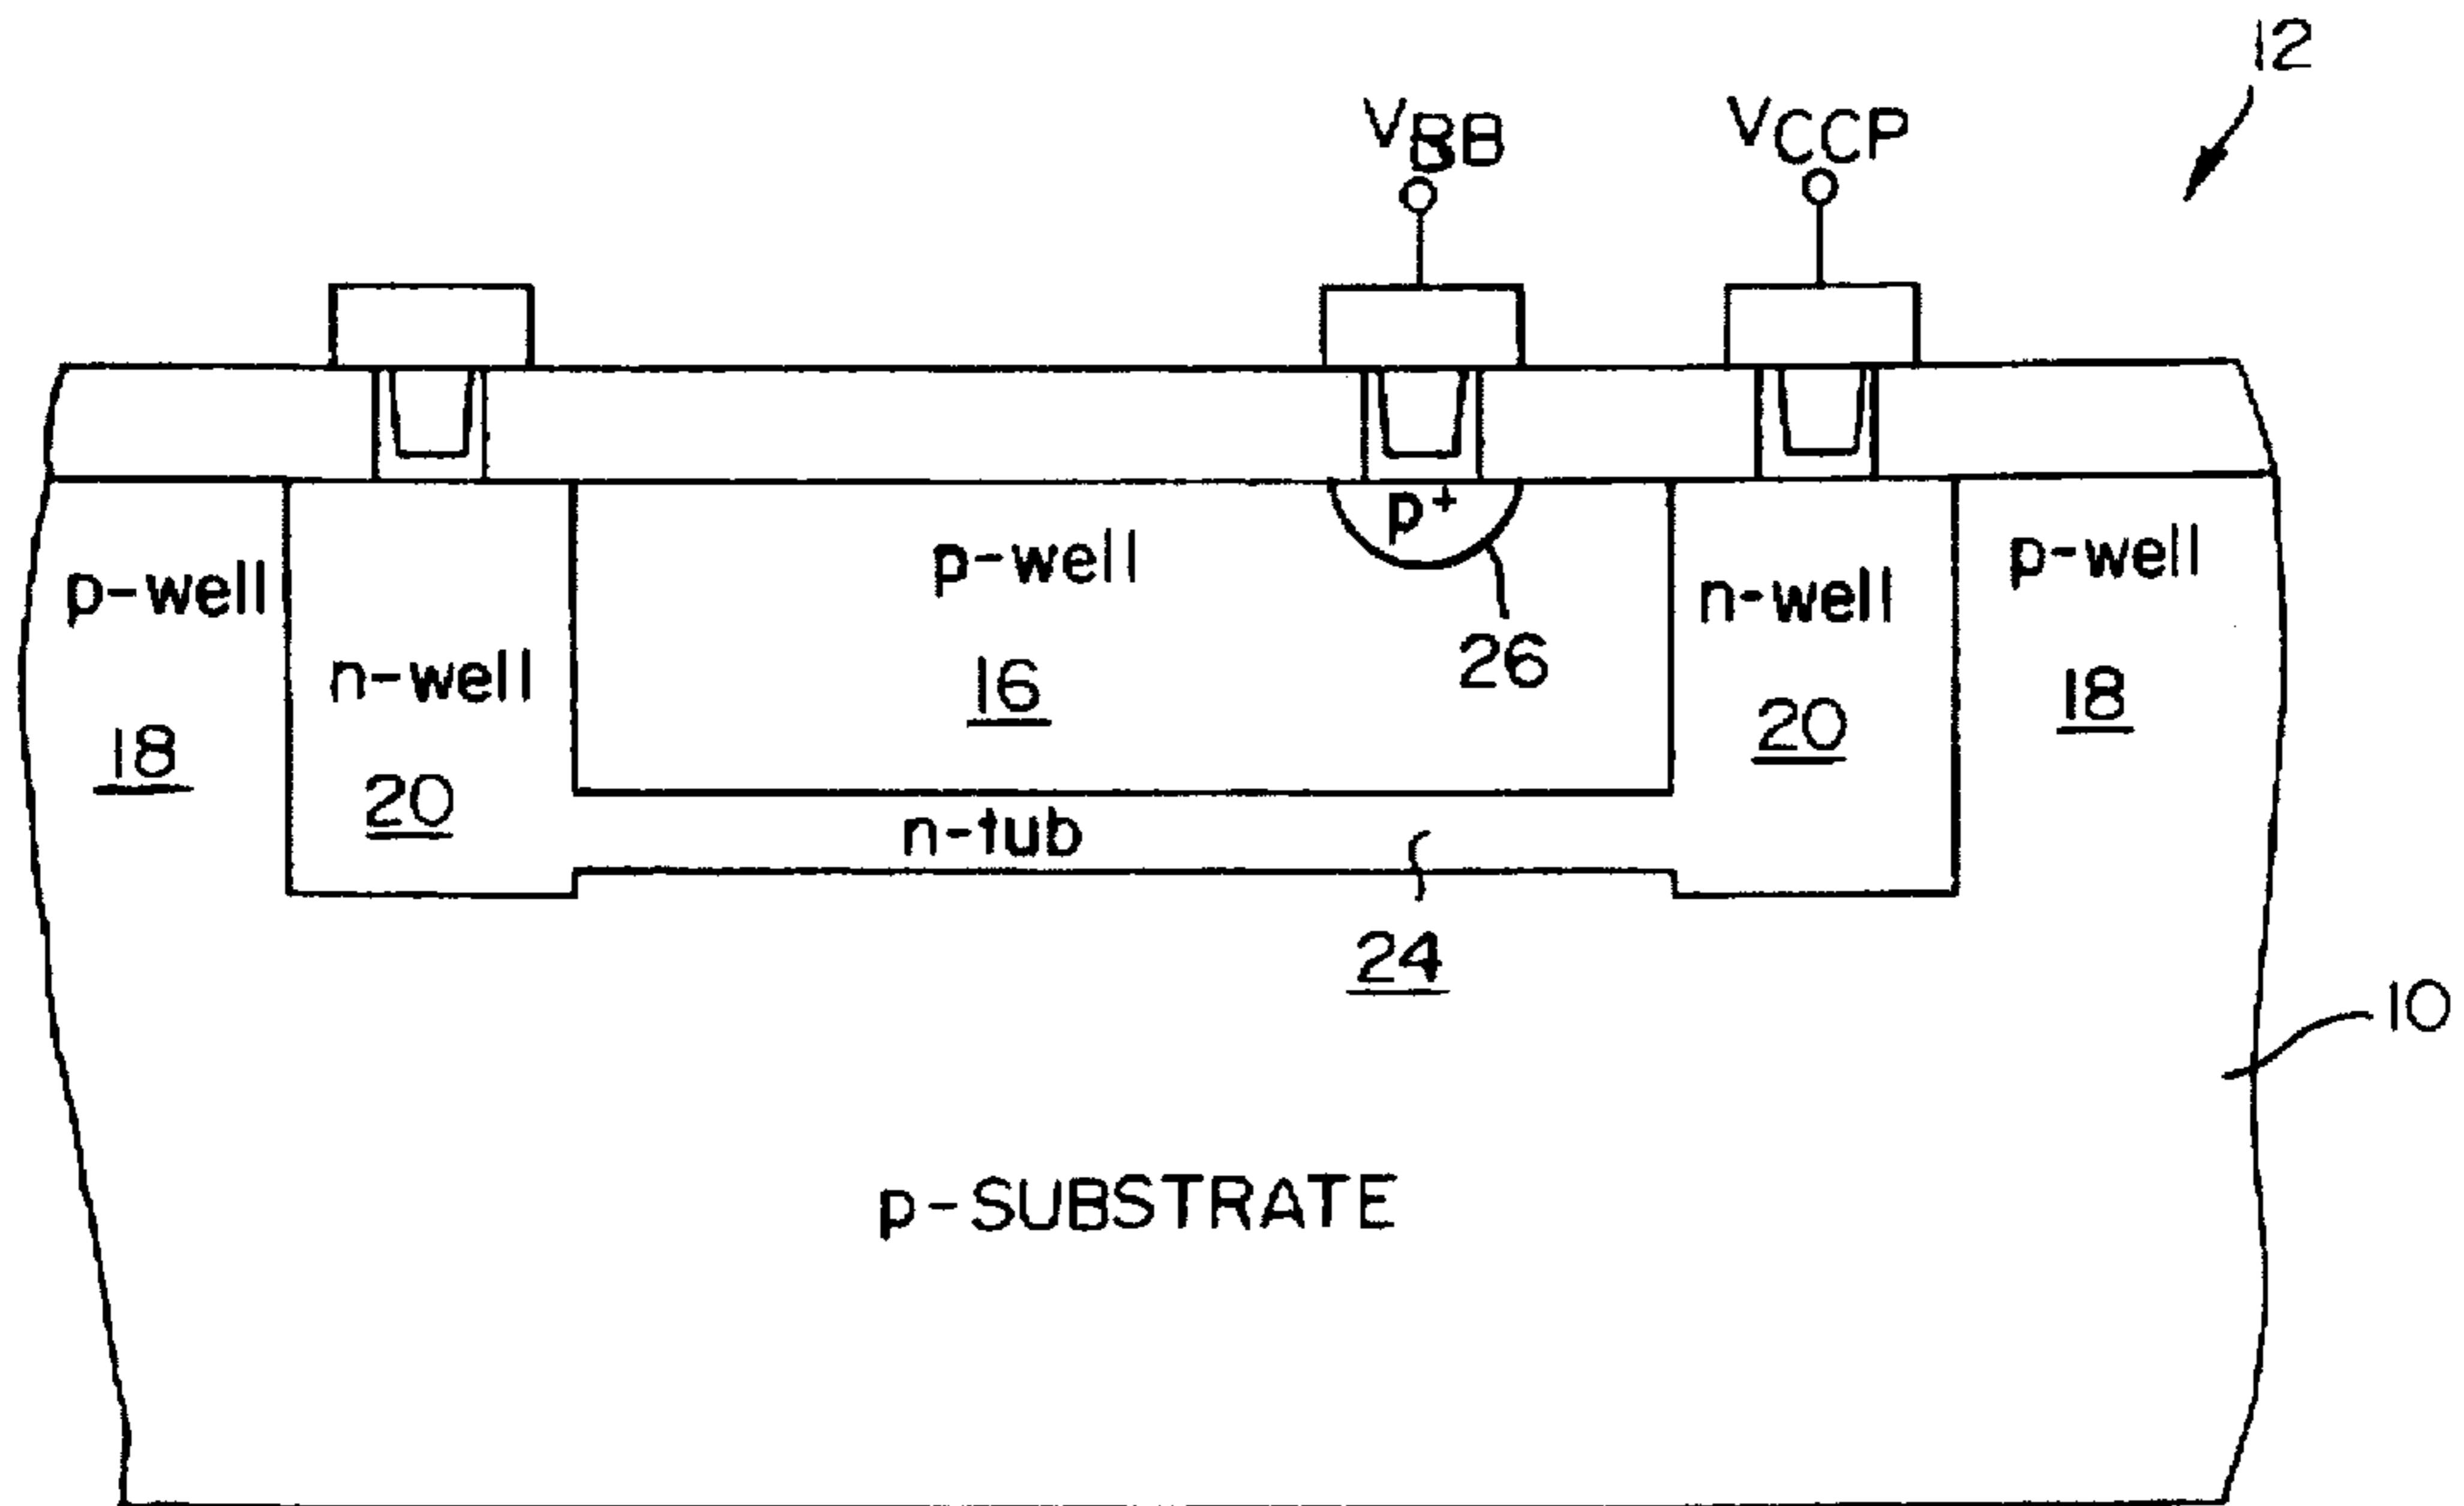 12
VBB
VCCP
p+
p-well
p-well
p-well
n-well
n-well
26
16
18
20
18
20
n-tub
24
10
p-SUBSTRATE